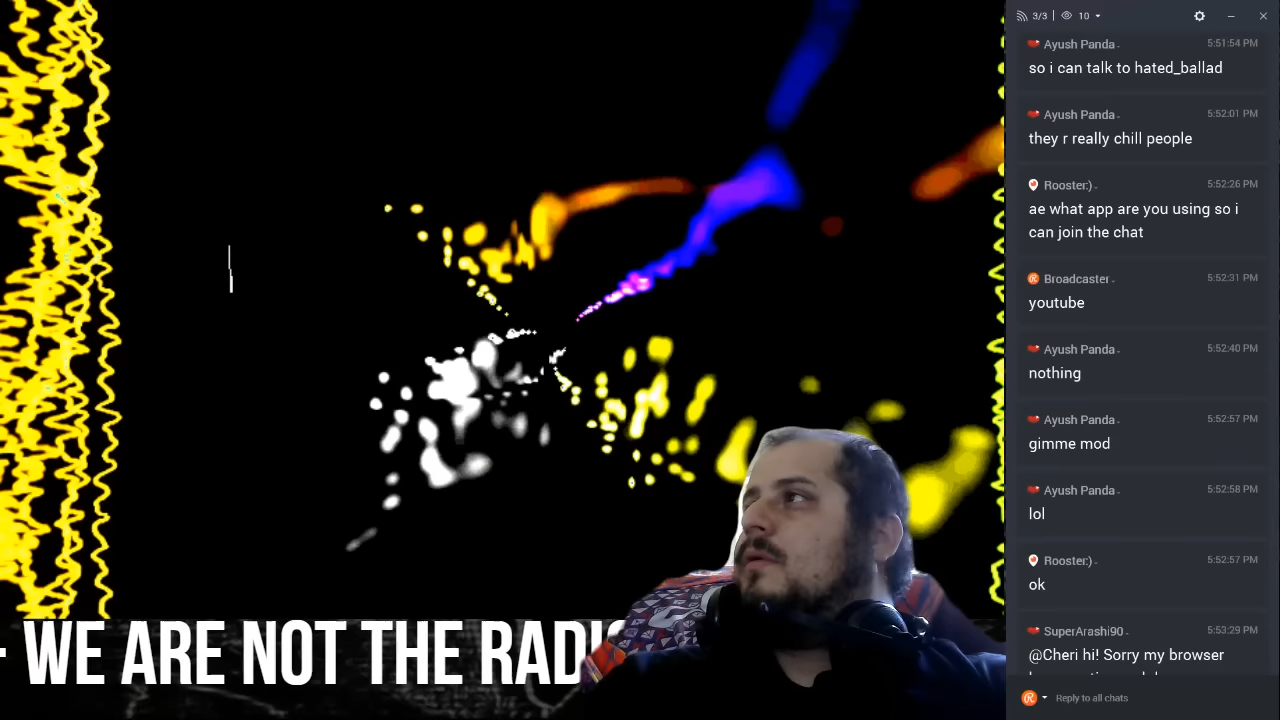 3/3 | 10
Ayush Panda
5:51:54 PM
so i can talk to hated_ballad
Ayush Panda
5:52:01 PM
they r really chill people
Rooster:)
5:52:26 PM
ae what app are you using so i
can join the chat
Broadcaster
5:52:31 PM
youtube
Ayush Panda
5:52:40 PM
nothing
Ayush Panda
5:52:57 PM
gimme mod
Ayush Panda
5:52:58 PM
lol
Rooster:)
5:52:57 PM
ok
SuperArashi90
5:53:29 PM
@Cheri hi! Sorry my browser
Reply to all chats
WE ARE NOT THE